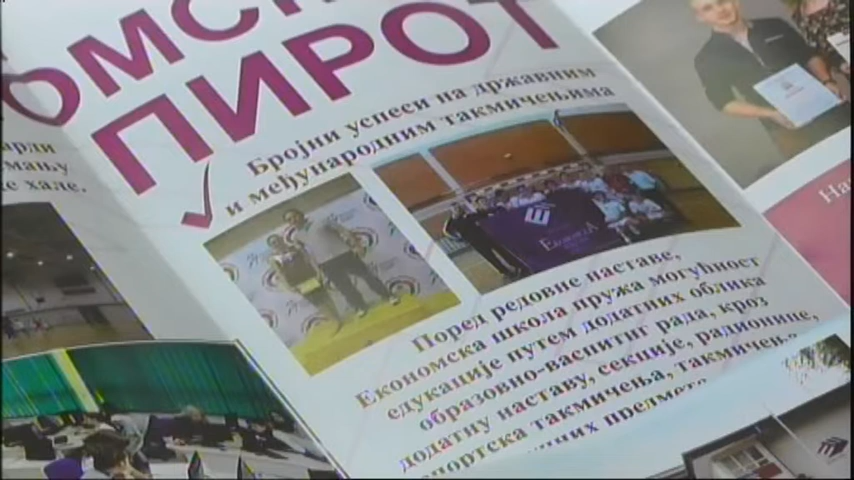 ПИРОТ
Бројни успеси на државним
и међународним такмичењима
Економија
Поред редовне наставе,
Економска школа пружа могућност
едукације путем додатних облика
образовно-васпитног рада, кроз
додатну наставу, секције, радионице,
спортска такмичења, такмичења